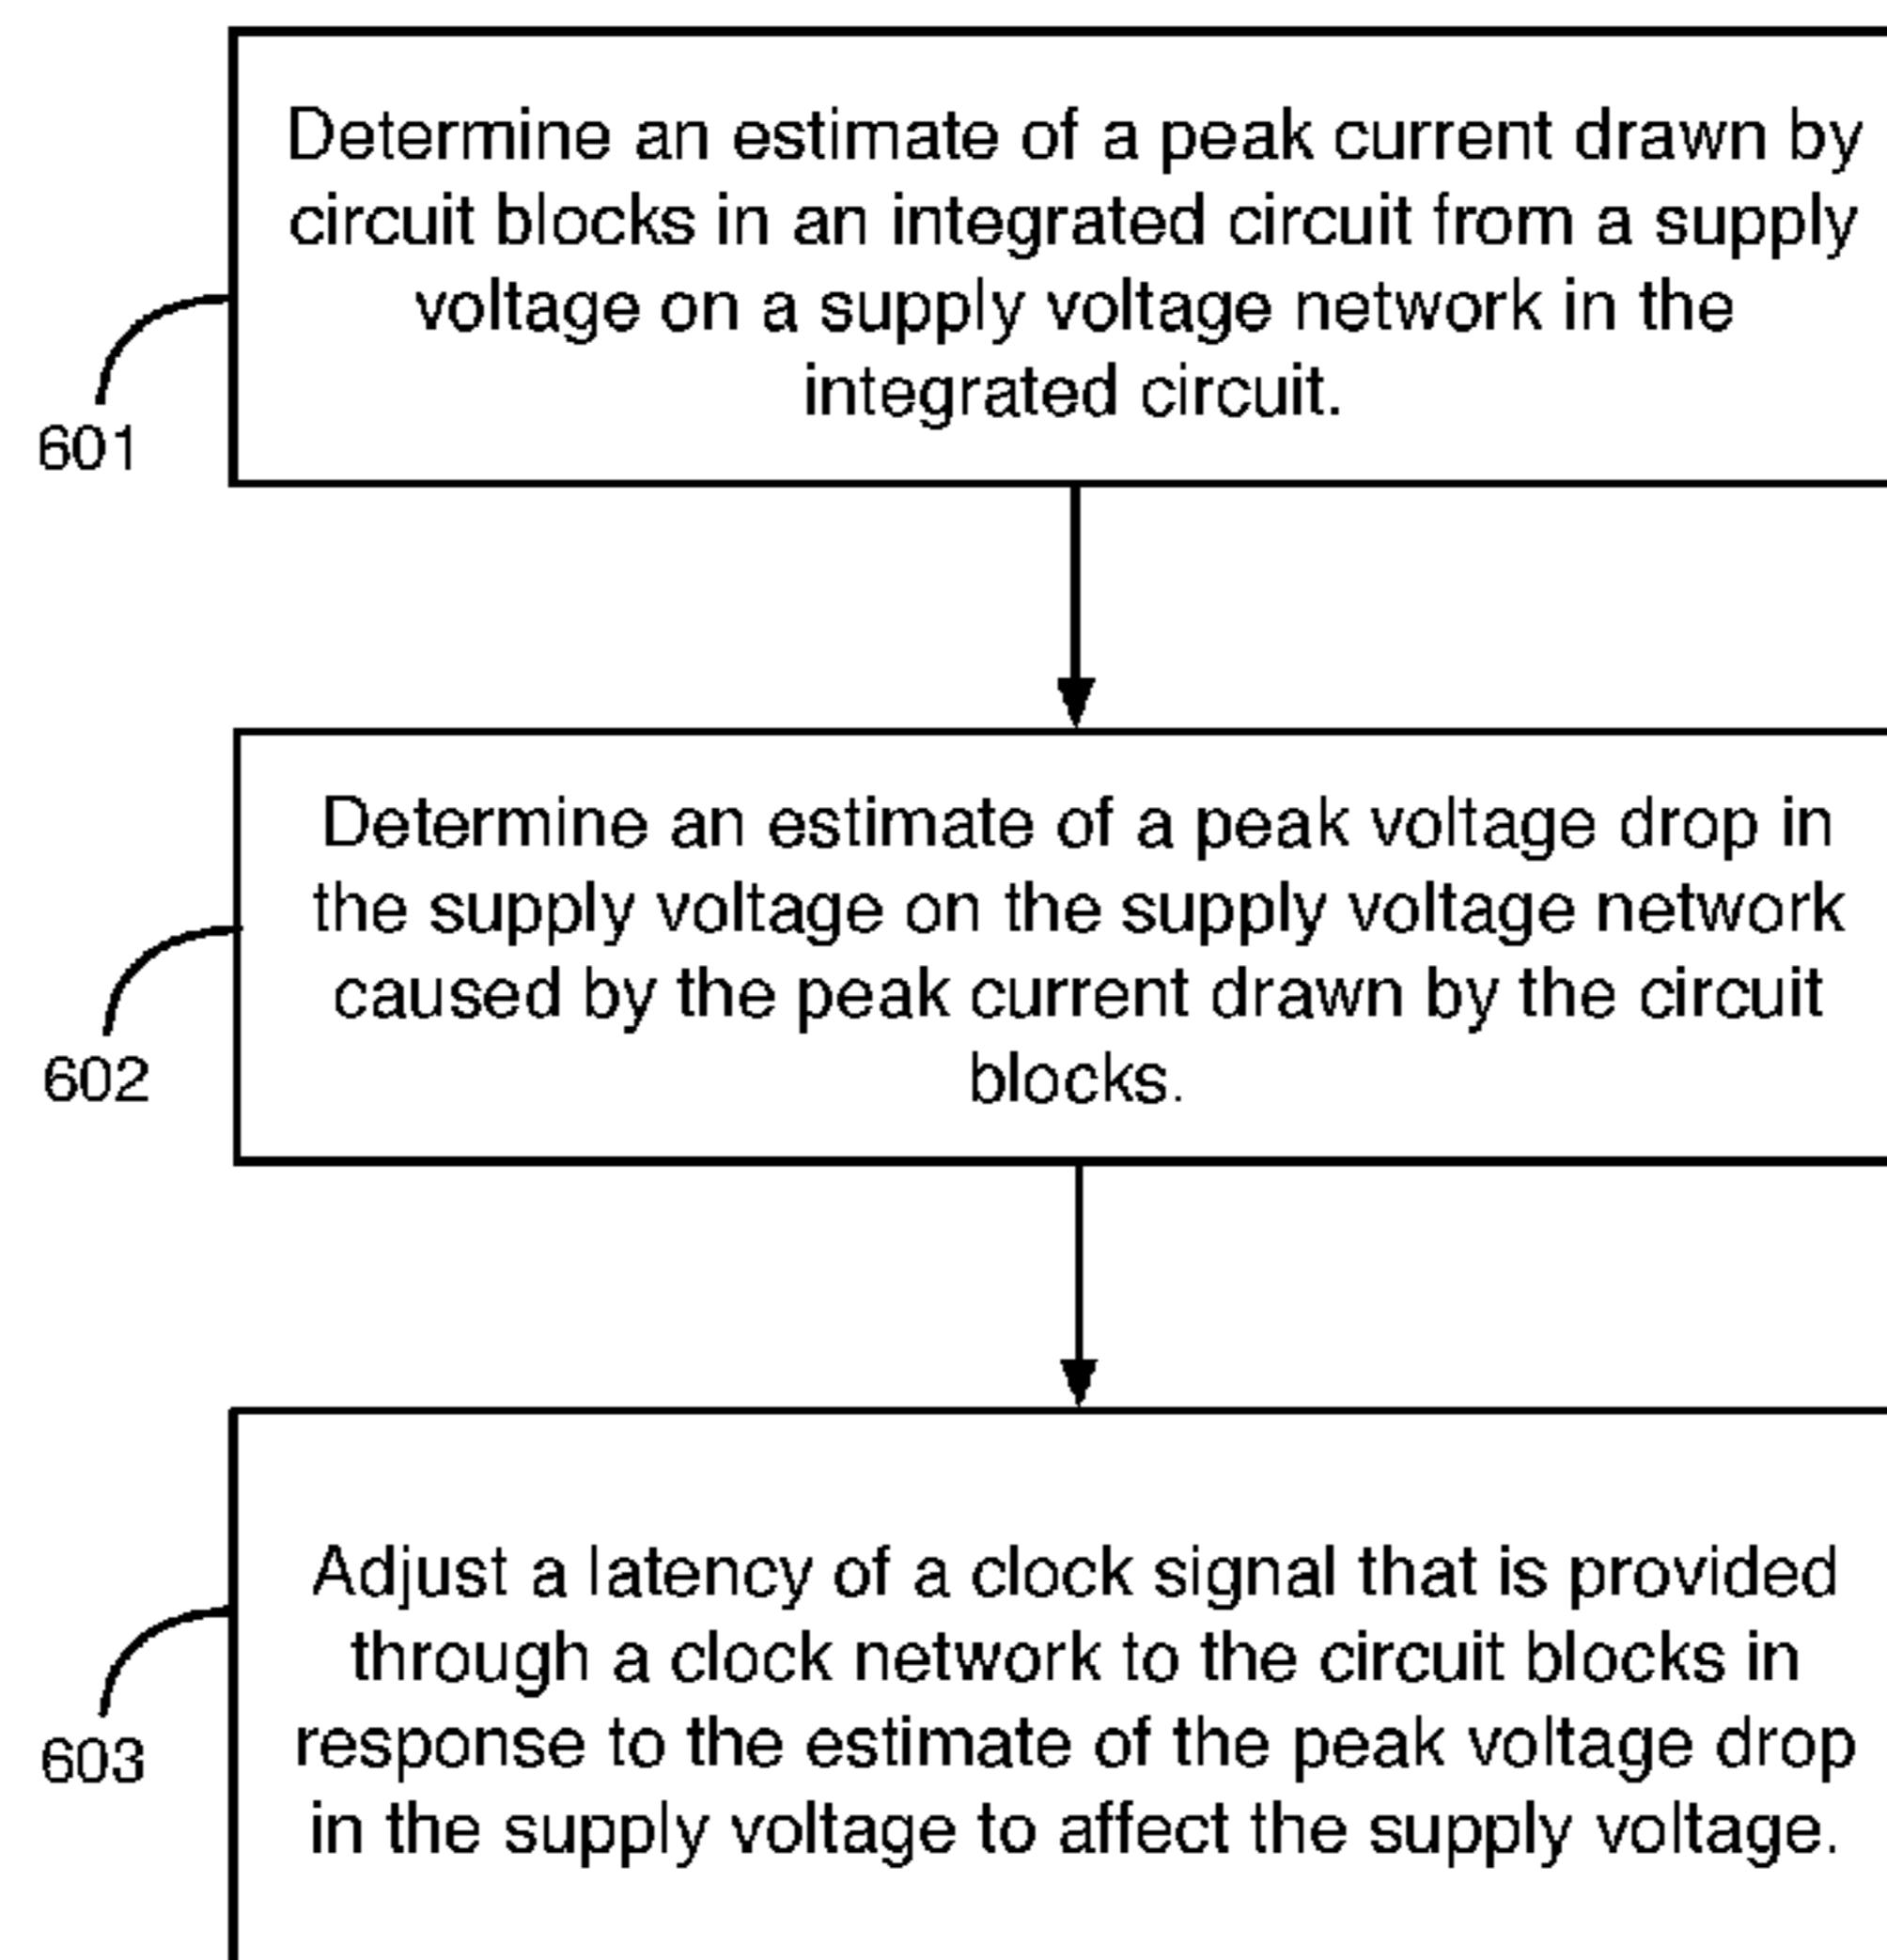 Determine an estimate of a peak current drawn by
circuit blocks in an integrated circuit from a supply
voltage on a supply voltage network in the
integrated circuit.
601
Determine an estimate of a peak voltage drop in
the supply voltage on the supply voltage network
caused by the peak current drawn by the circuit
blocks.
602
Adjust a latency of a clock signal that is provided
through a clock network to the circuit blocks in
response to the estimate of the peak voltage drop
in the supply voltage to affect the supply voltage.
603